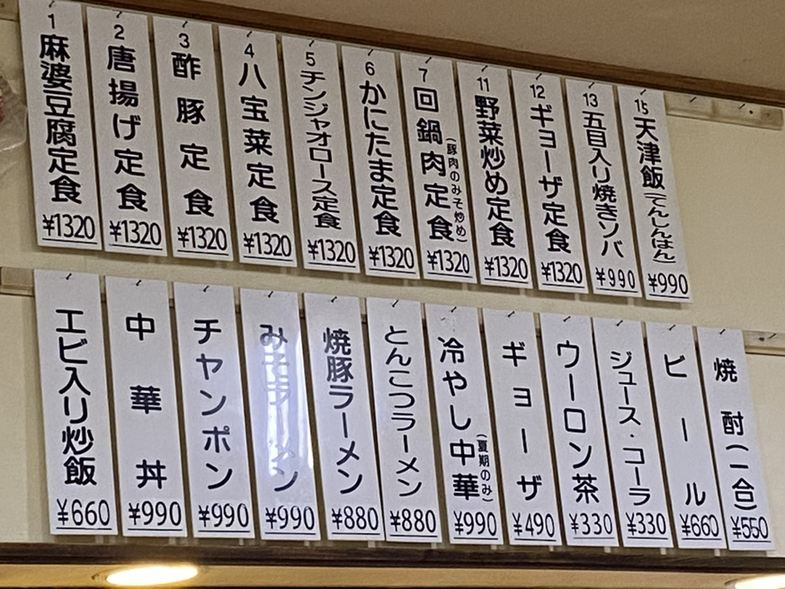 1 麻婆豆腐定食 ¥1320
2 唐揚げ定食 ¥1320
3 酢豚定食 ¥1320
4 八宝菜定食 ¥1320
5 チンジャオロース定食 ¥1320
6 かにたま定食 ¥1320
7 回鍋肉定食(豚肉のみそ炒め) ¥1320
11 野菜炒め定食 ¥1320
12 ギョーザ定食 ¥1320
13 五目入り焼きソバ ¥990
15 天津飯(てんしんはん) ¥990
エビ入り炒飯 ¥660
中華丼 ¥990
チャンポン ¥990
みそラーメン ¥990
焼豚ラーメン ¥880
とんこつラーメン ¥880
冷やし中華(夏期のみ) ¥990
ギョーザ ¥490
ウーロン茶 ¥330
ジュース・コーラ ¥330
ビール ¥660
焼酎(一合) ¥550